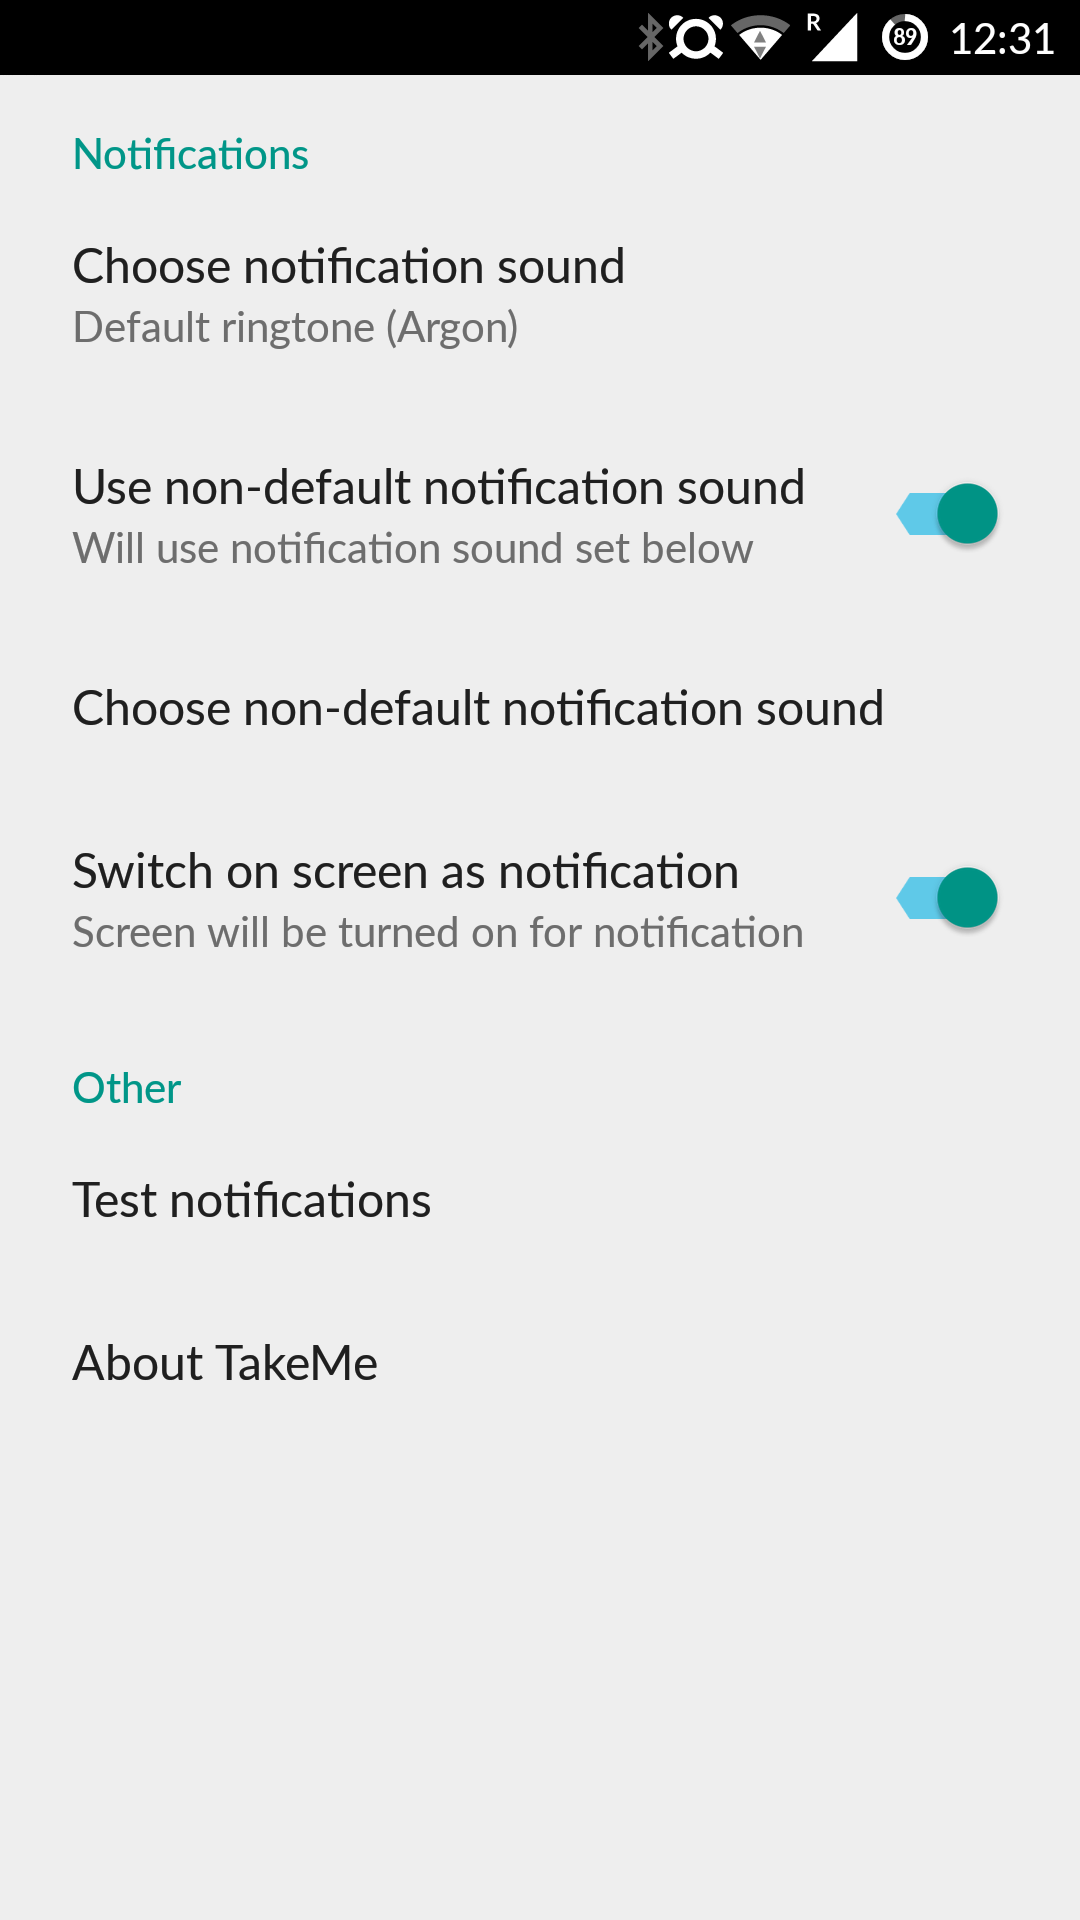 R 89 12:31
Notifications
Choose notification sound
Default ringtone (Argon)
Use non-default notification sound
Will use notification sound set below
Choose non-default notification sound
Switch on screen as notification
Screen will be turned on for notification
Other
Test notifications
About TakeMe